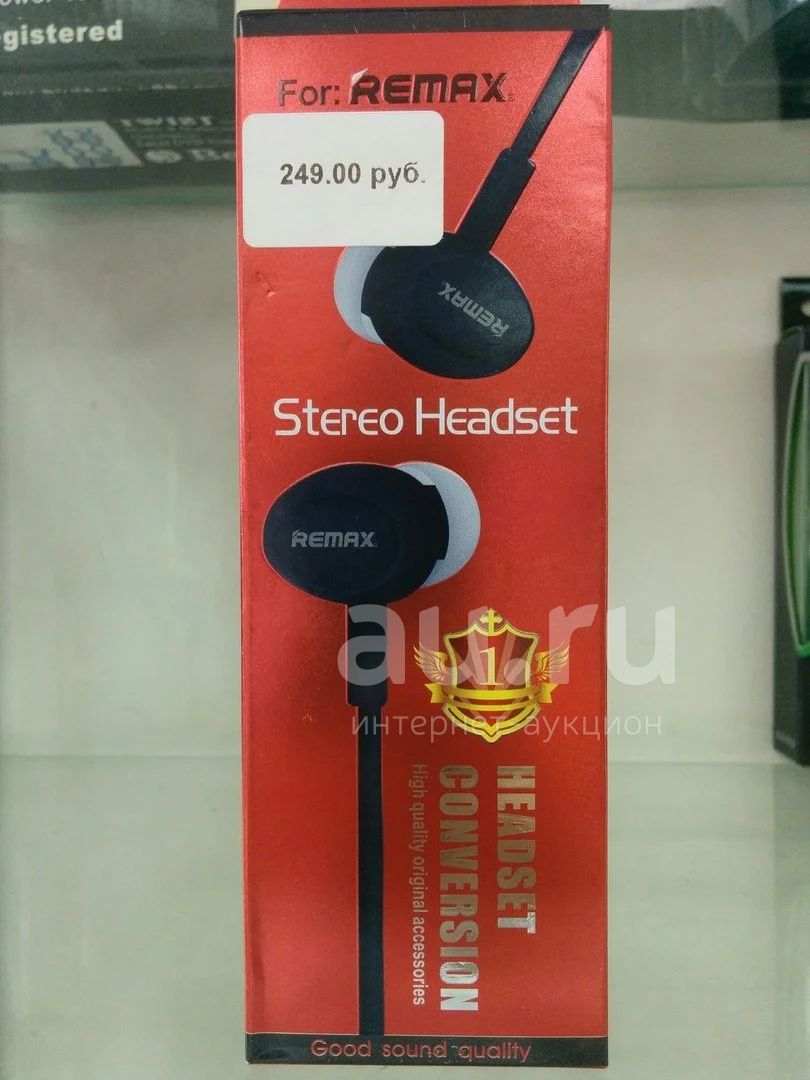 gistered
TWIST
For: REMAX
249.00 руб.
REMAX
Stereo Headset
REMAX
au.ru
1
интернет аукцион
HEADSET
CONVERSION
High quality original accessories
Good sound quality